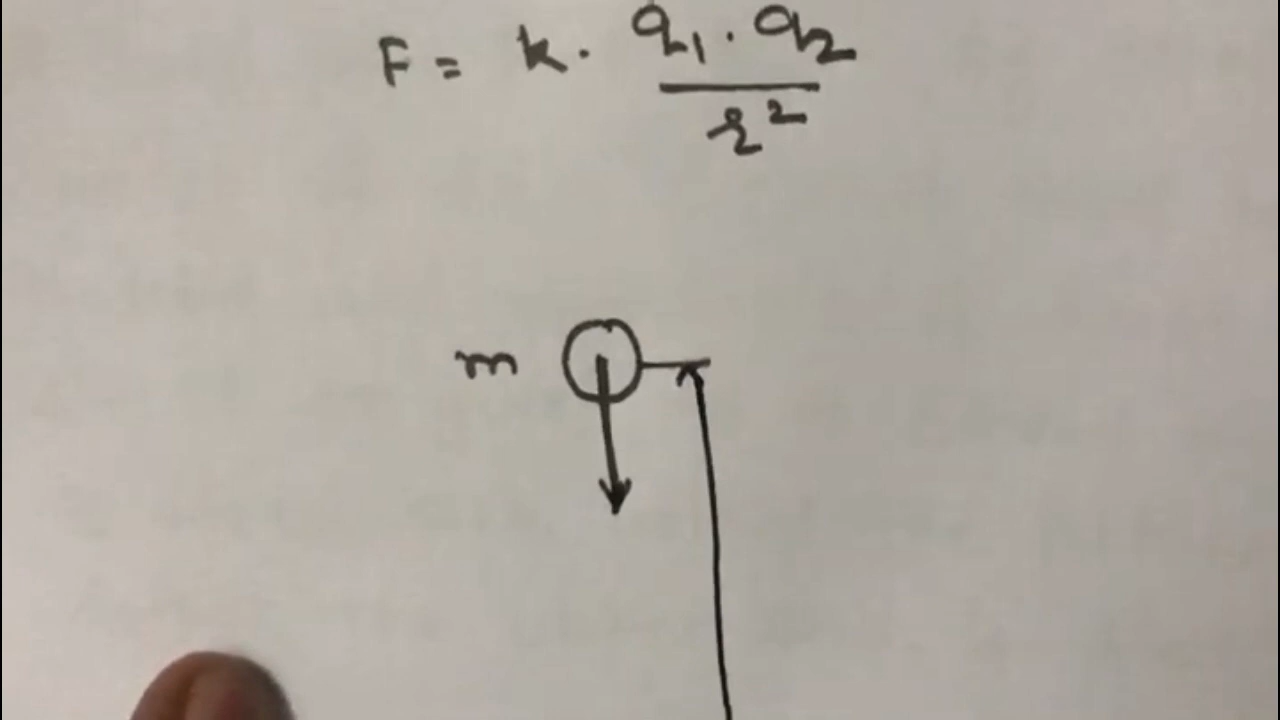 F = k . q₁ . q₂ / r²
m